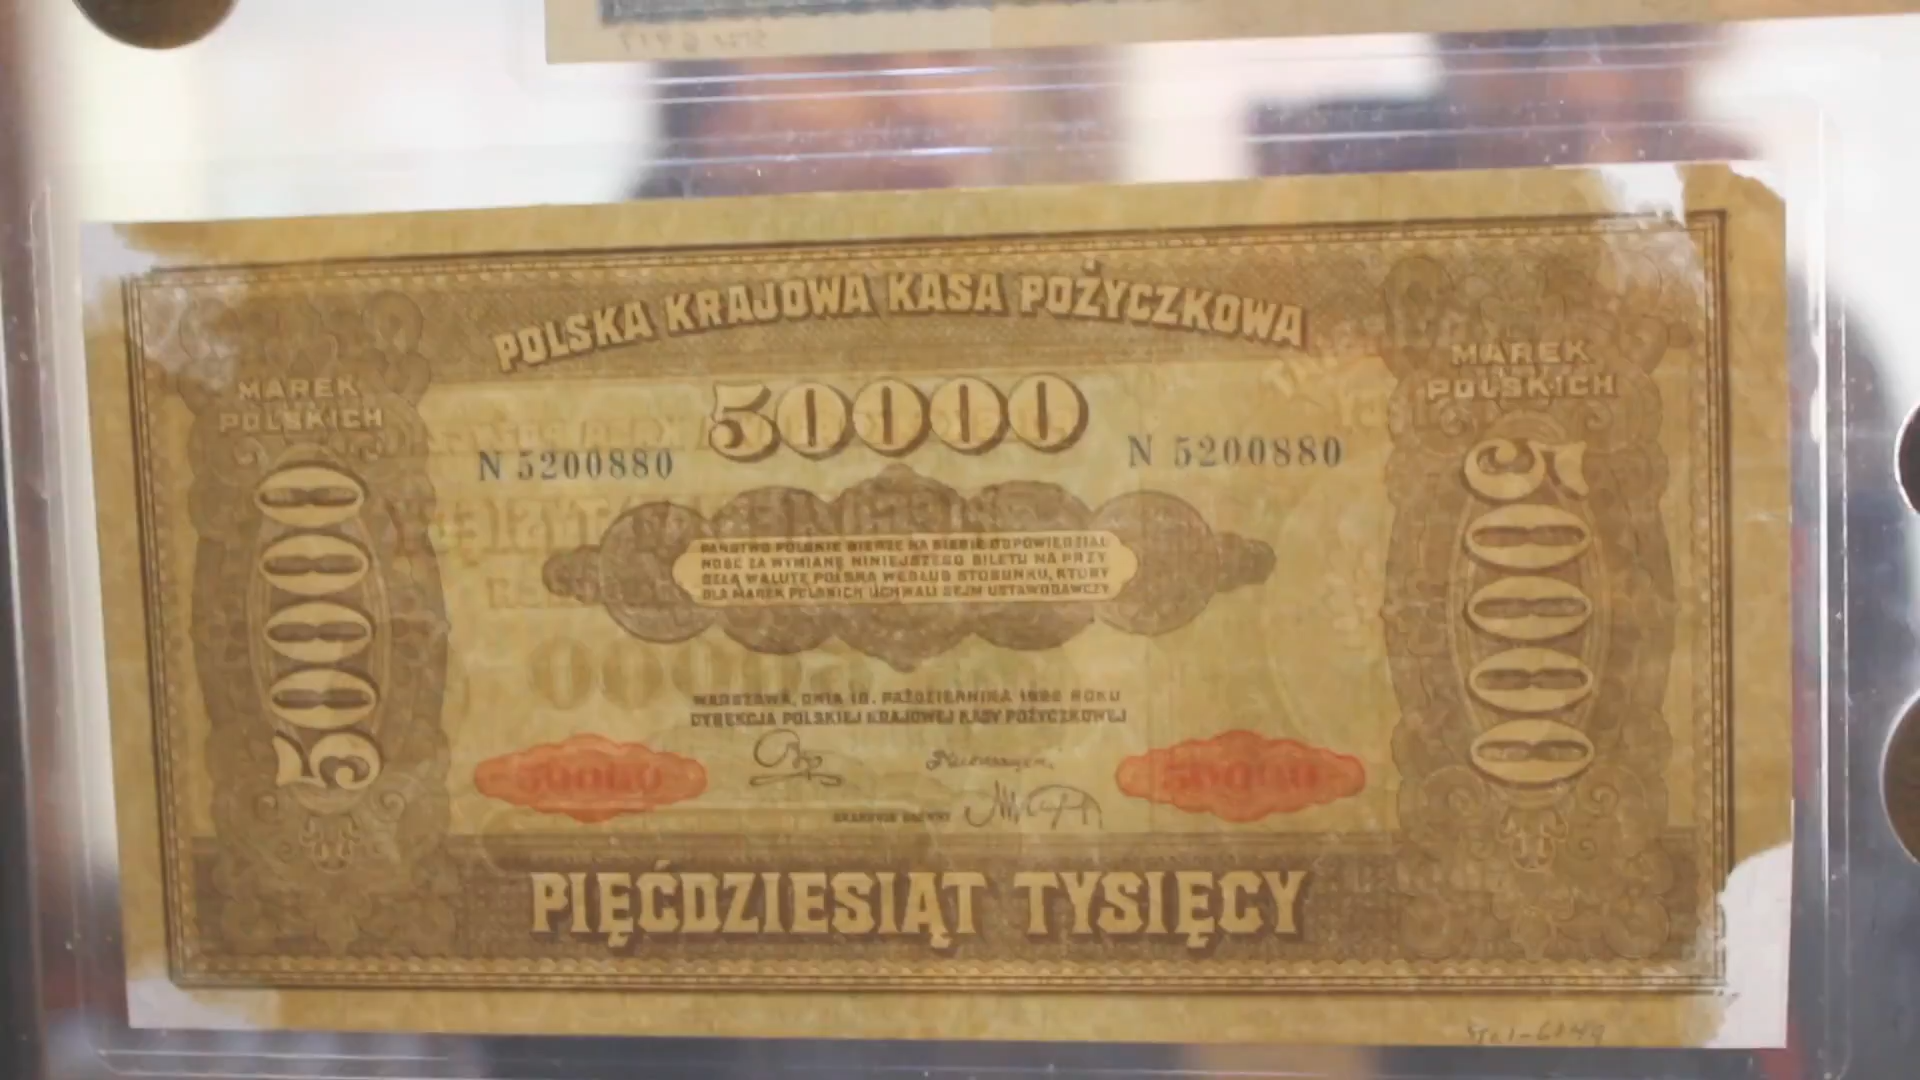 POLSKA KRAJOWA KASA POŻYCZKOWA
MAREK
POLSKICH
50000
MAREK
POLSKICH
N 5200880
N 5200880
50000
50000
PAŃSTWO POLSKIE BIERZE NA SIEBIE ODPOWIEDZIAL
NOŚĆ ZA WYMIANĘ NINIEJSZEGO BILETU NA PRZY
SZŁĄ WALUTĘ POLSKĄ WEDŁUG STOSUNKU, KTÓRY
DLA MAREK POLSKICH UCHWALI SEJM USTAWODAWCZY
WARSZAWA, DNIA 10. PAŹDZIERNIKA 1922 ROKU
DYREKCJA POLSKIEJ KRAJOWEJ KASY POŻYCZKOWEJ
50000
50000
SKARBNIK GŁÓWNY
PIĘĆDZIESIĄT TYSIĘCY